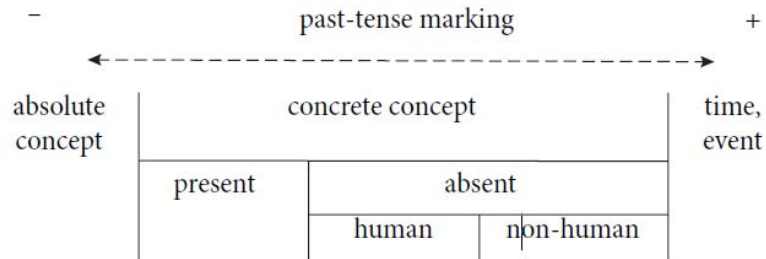 − past-tense marking +
absolute concrete concept time,
concept event
present absent
human non-human